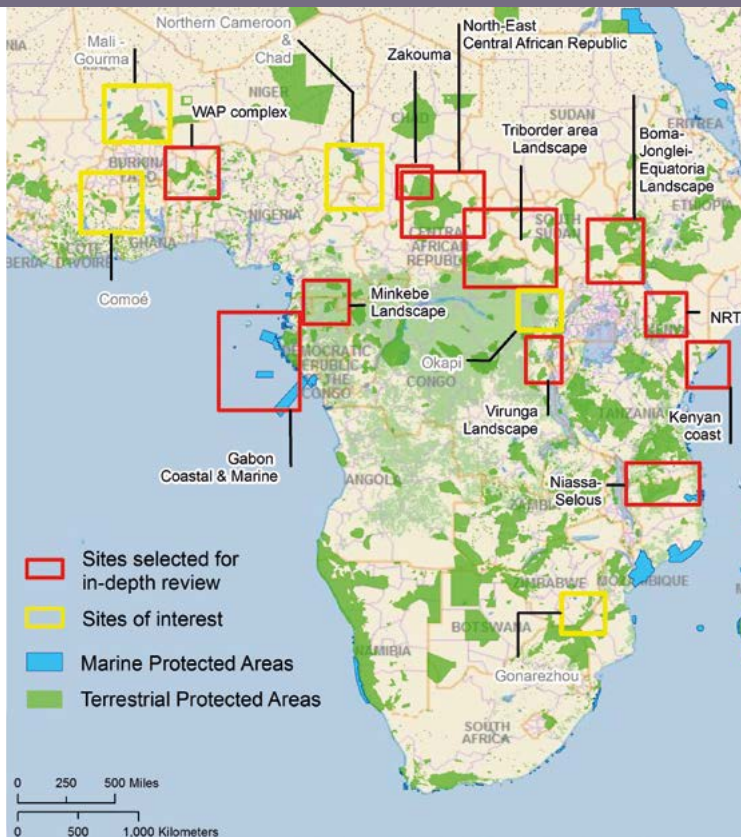 Northern Cameroon
&
Chad
Mali -
Gourma
WAP complex
Zakouma
North-East
Central African Republic
Triborder area
Landscape
Boma-
Jonglei-
Equatoria
Landscape
NIGER
CHAD
SUDAN
ERITREA
BURKINA
NIGERIA
GHANA
CÔTE
D'IVOIRE
CENTRAL
AFRICAN
REPUBLIC
SOUTH
SUDAN
ETHIOPIA
Comoé
Minkebe
Landscape
NRT
DEMOCRATIC
REPUBLIC
OF THE
CONGO
CONGO
Okapi
Virunga
Landscape
TANZANIA
Kenyan
coast
Gabon
Coastal & Marine
ANGOLA
Niassa-
Selous
ZAMBIA
Sites selected for
in-depth review
Sites of interest
Marine Protected Areas
Terrestrial Protected Areas
ZIMBABWE
MOZAMBIQUE
BOTSWANA
NAMIBIA
Gonarezhou
SOUTH
AFRICA
0 250 500 Miles
0 500 1,000 Kilometers